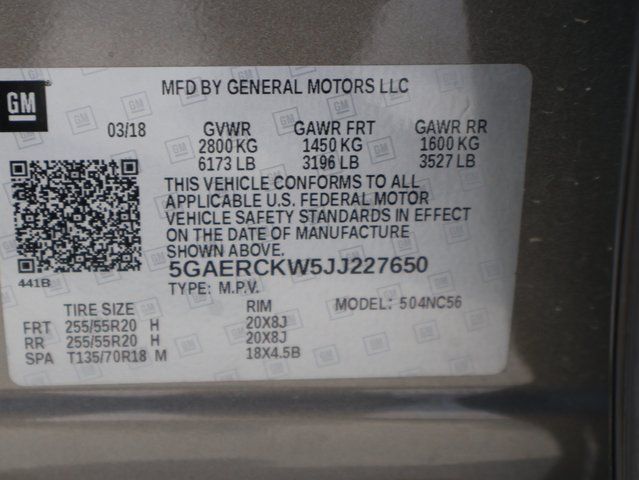 GM
MFD BY GENERAL MOTORS LLC
03/18 GVWR GAWR FRT GAWR RR
2800 KG 1450 KG 1600 KG
6173 LB 3196 LB 3527 LB
THIS VEHICLE CONFORMS TO ALL
APPLICABLE U.S. FEDERAL MOTOR
VEHICLE SAFETY STANDARDS IN EFFECT
ON THE DATE OF MANUFACTURE
SHOWN ABOVE.
5GAERCKW5JJ227650
441B
TYPE: M.P.V. MODEL: 504NC56
TIRE SIZE RIM
FRT 255/55R20 H 20X8J
RR 255/55R20 H 20X8J
SPA T135/70R18 M 18X4.5B